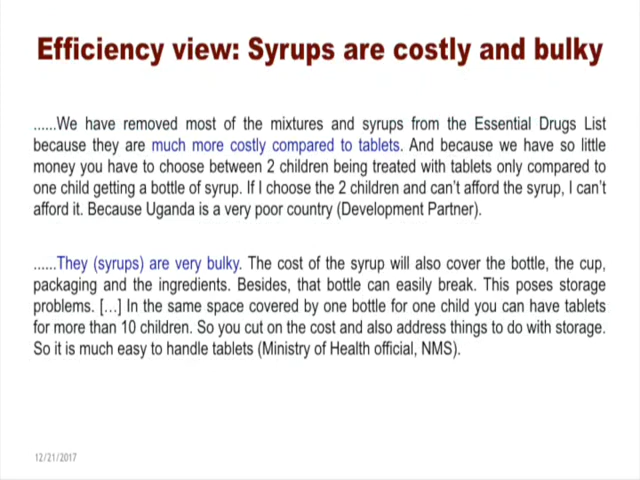 Efficiency view: Syrups are costly and bulky
......We have removed most of the mixtures and syrups from the Essential Drugs List
because they are much more costly compared to tablets. And because we have so little
money you have to choose between 2 children being treated with tablets only compared to
one child getting a bottle of syrup. If I choose the 2 children and can't afford the syrup, I can't
afford it. Because Uganda is a very poor country (Development Partner).
......They (syrups) are very bulky. The cost of the syrup will also cover the bottle, the cup,
packaging and the ingredients. Besides, that bottle can easily break. This poses storage
problems. […] In the same space covered by one bottle for one child you can have tablets
for more than 10 children. So you cut on the cost and also address things to do with storage.
So it is much easy to handle tablets (Ministry of Health official, NMS).
12/21/2017